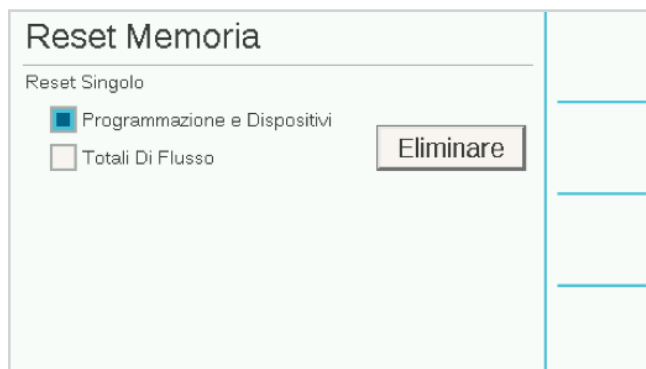 Reset Memoria
Reset Singolo
Programmazione e Dispositivi
Totali Di Flusso
Eliminare